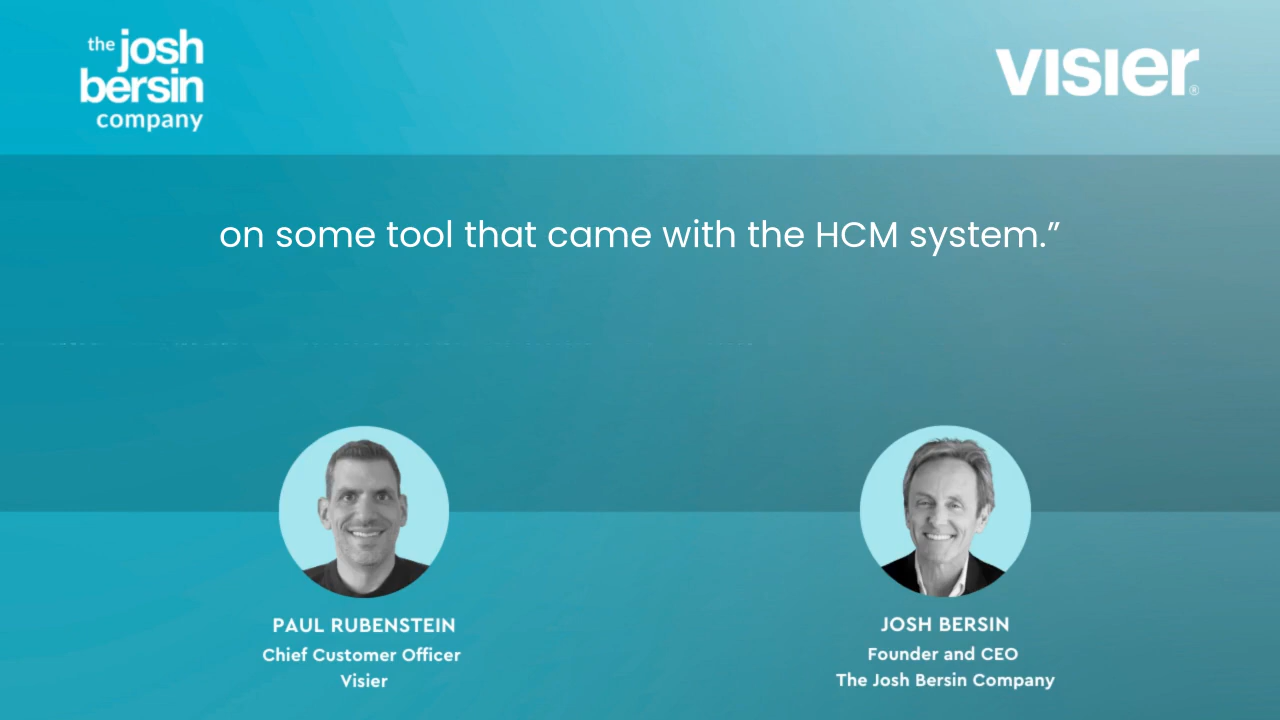 the josh
bersin
company
visier®
on some tool that came with the HCM system.”
PAUL RUBENSTEIN
Chief Customer Officer
Visier
JOSH BERSIN
Founder and CEO
The Josh Bersin Company